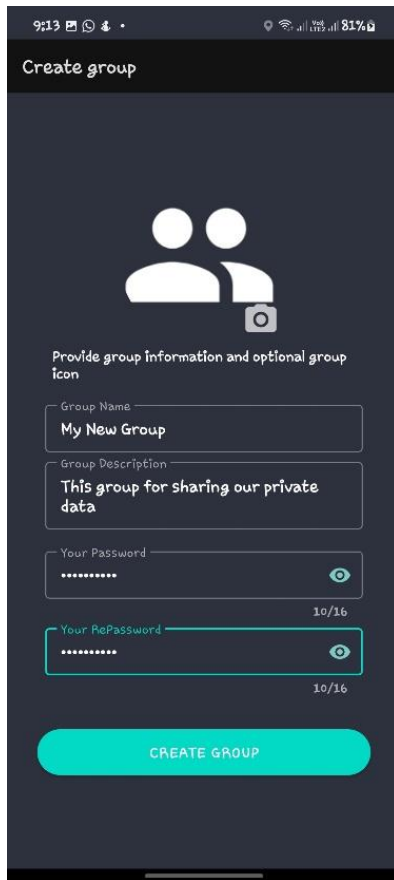 9:13 81%
Create group
Provide group information and optional group
icon
Group Name
My New Group
Group Description
This group for sharing our private
data
Your Password
••••••••••
10/16
Your RePassword
••••••••••
10/16
CREATE GROUP